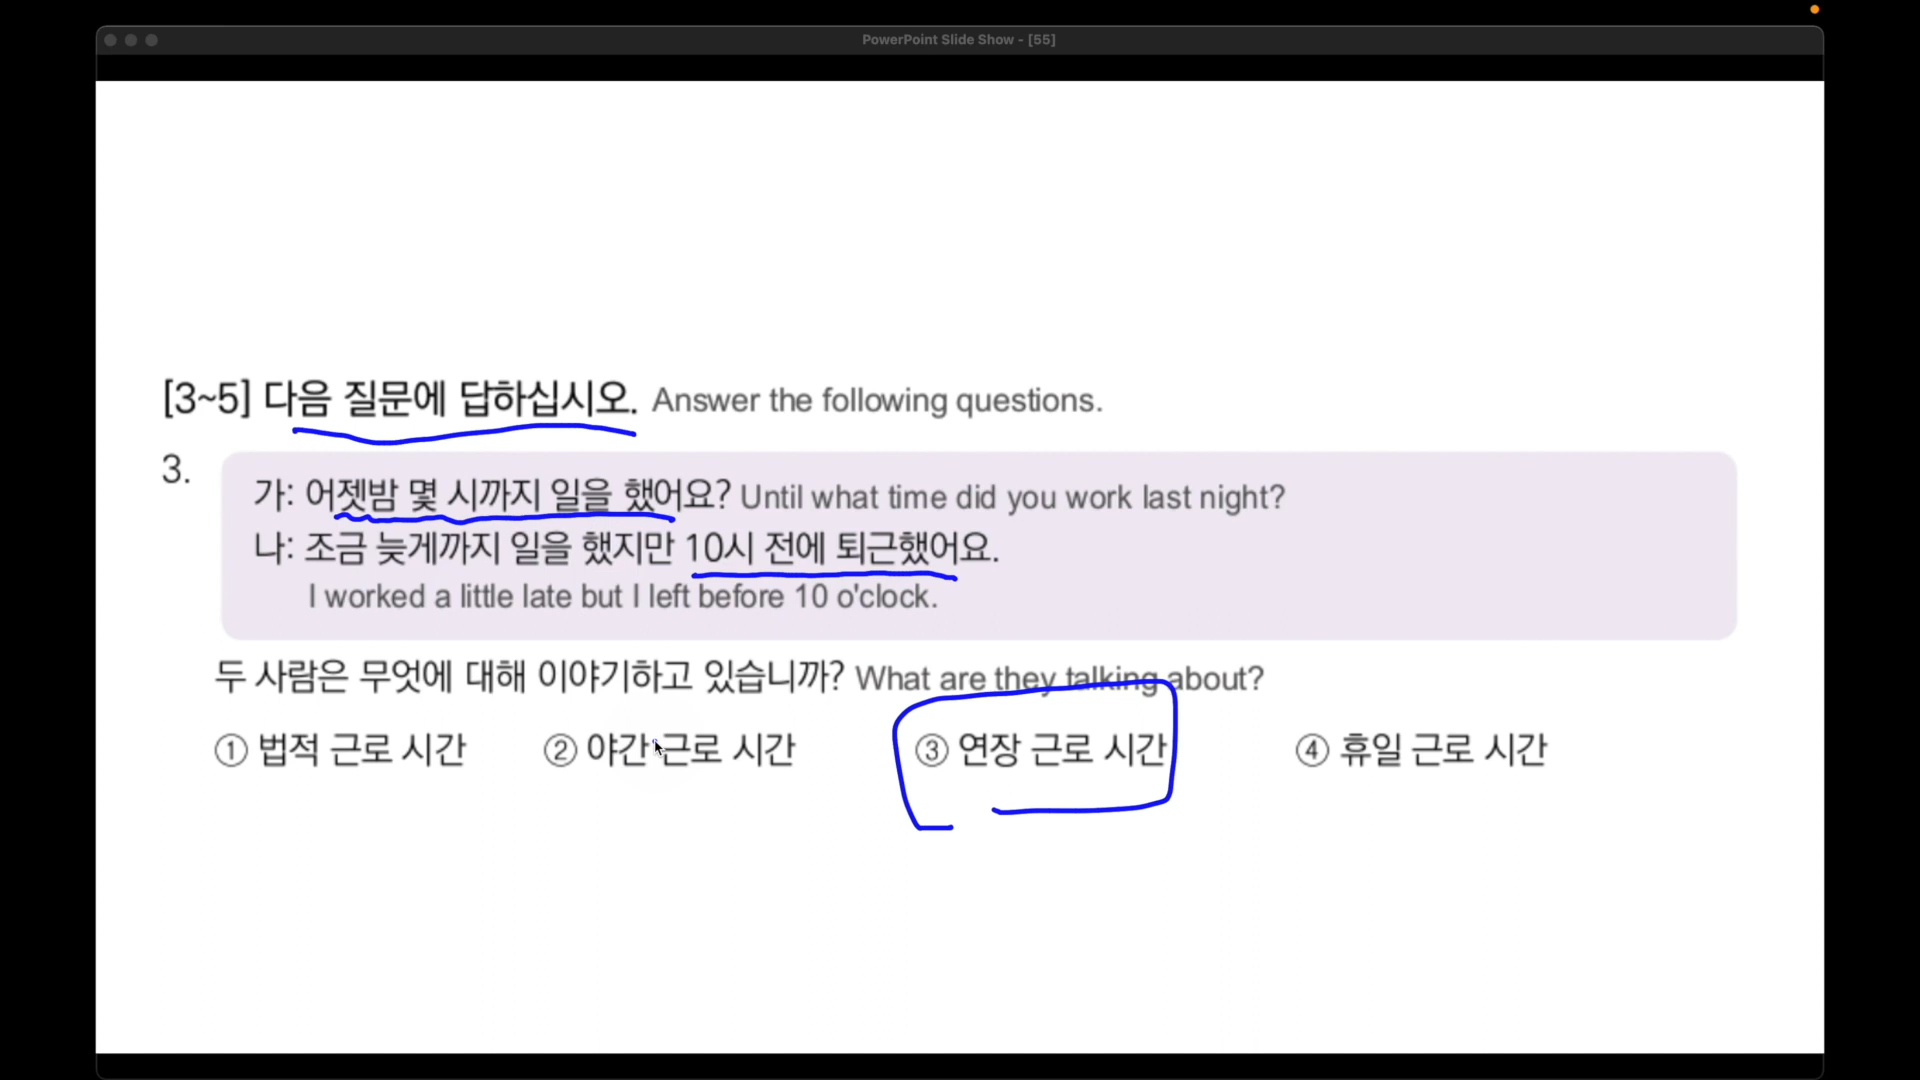 PowerPoint Slide Show - [55]
[3~5] 다음 질문에 답하십시오. Answer the following questions.
3.
가: 어젯밤 몇 시까지 일을 했어요? Until what time did you work last night?
나: 조금 늦게까지 일을 했지만 10시 전에 퇴근했어요.
I worked a little late but I left before 10 o'clock.
두 사람은 무엇에 대해 이야기하고 있습니까? What are they talking about?
① 법적 근로 시간 ② 야간 근로 시간 ③ 연장 근로 시간 ④ 휴일 근로 시간